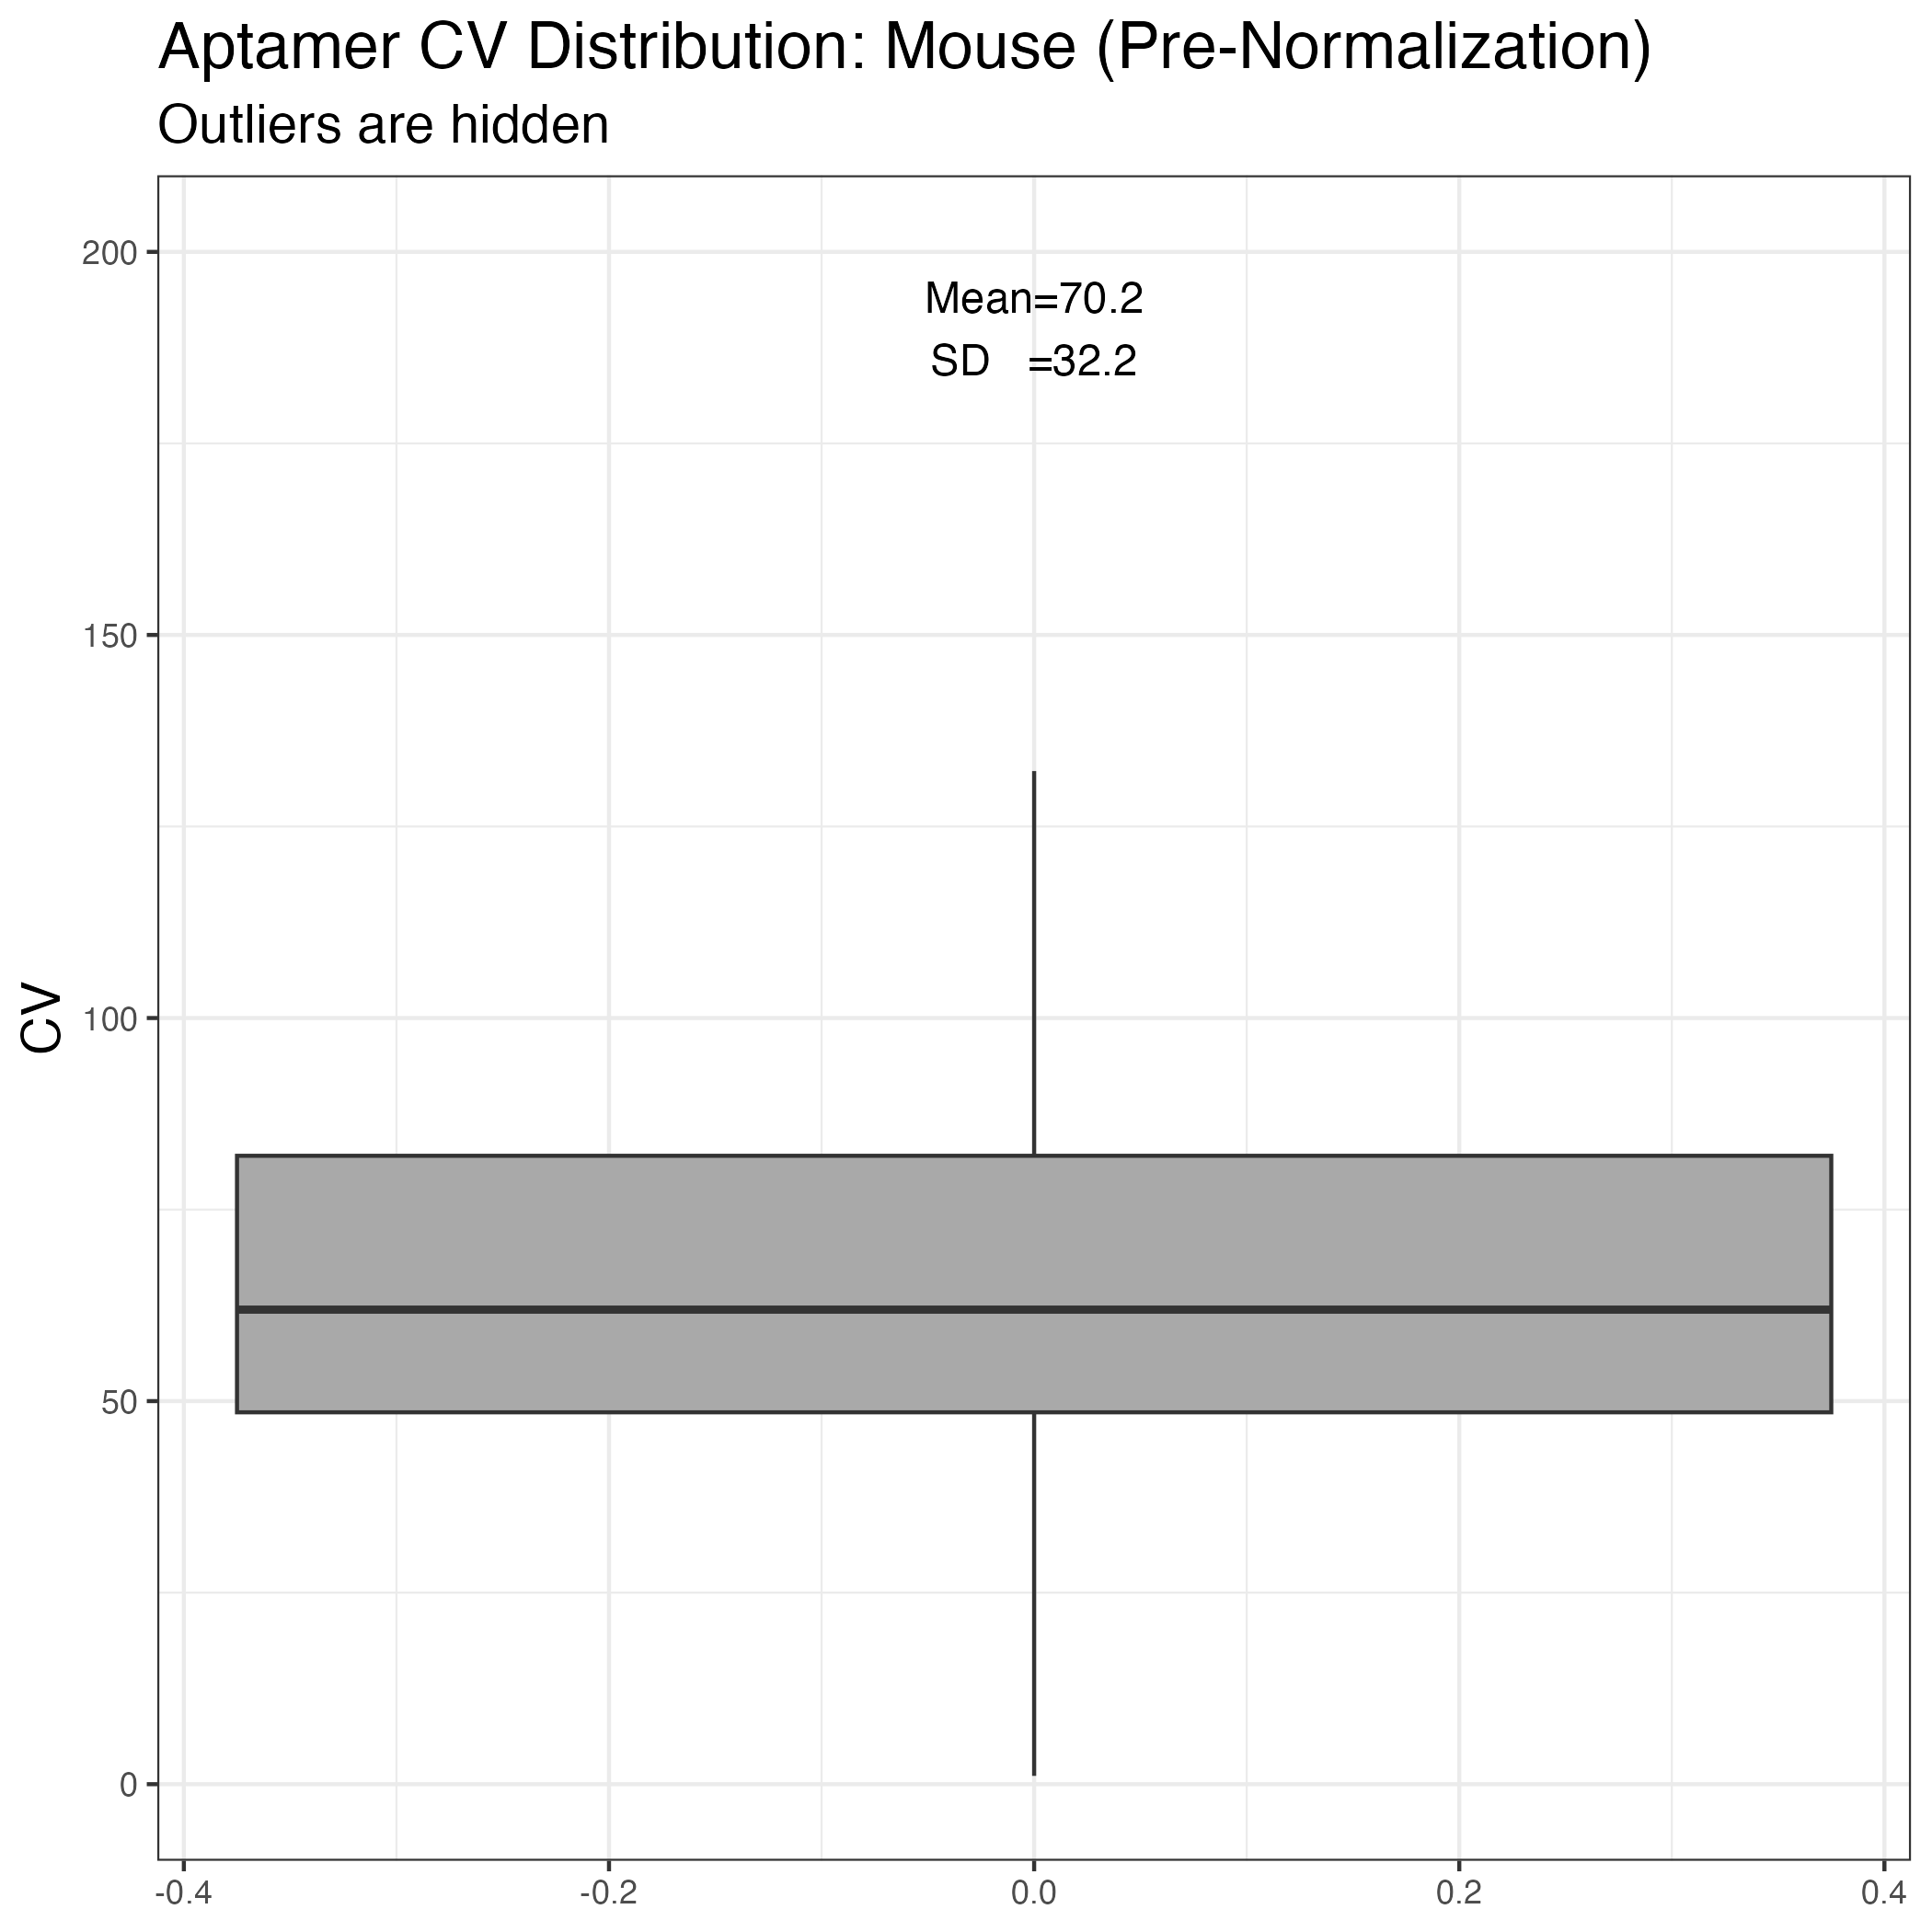 Aptamer CV Distribution: Mouse (Pre-Normalization)
Outliers are hidden
200
Mean=70.2
SD   =32.2
150
100
CV
50
0
-0.4
-0.2
0.0
0.2
0.4